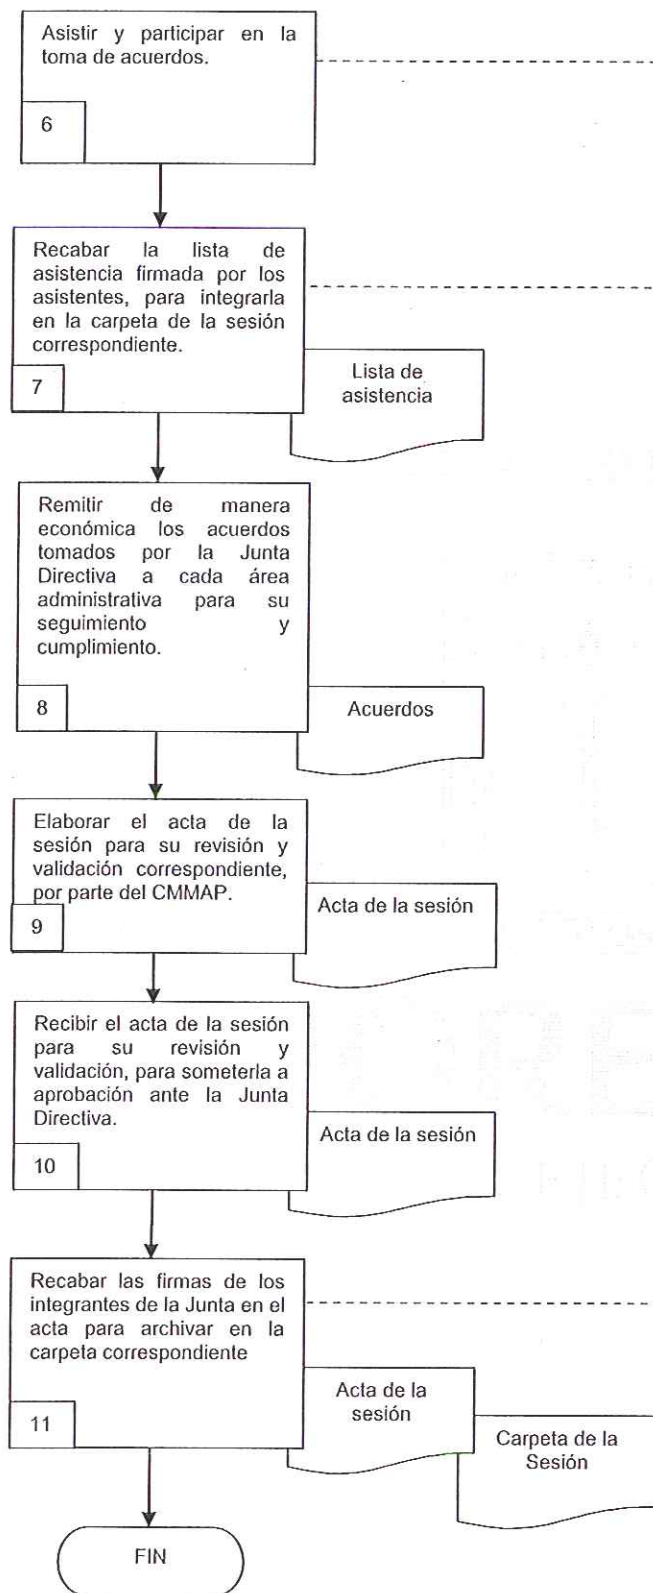 Asistir y participar en la
toma de acuerdos.
6
Recabar la lista de
asistencia firmada por los
asistentes, para integrarla
en la carpeta de la sesión
correspondiente.
7
Lista de
asistencia
Remitir de manera
económica los acuerdos
tomados por la Junta
Directiva a cada área
administrativa para su
seguimiento y
cumplimiento.
8
Acuerdos
Elaborar el acta de la
sesión para su revisión y
validación correspondiente,
por parte del CMMAP.
9
Acta de la sesión
Recibir el acta de la sesión
para su revisión y
validación, para someterla a
aprobación ante la Junta
Directiva.
10
Acta de la sesión
Recabar las firmas de los
integrantes de la Junta en el
acta para archivar en la
carpeta correspondiente
11
Acta de la
sesión
Carpeta de la
Sesión
FIN